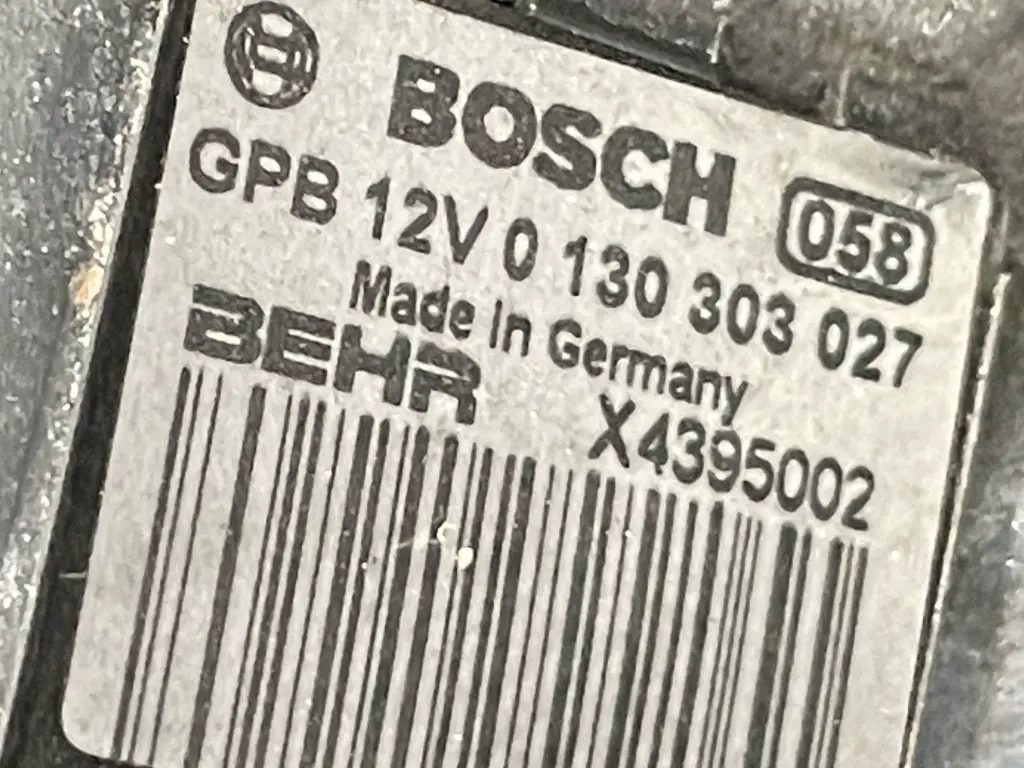 BOSCH
058
GPB 12V 0 130 303 027
Made in Germany
BEHR
X4395002